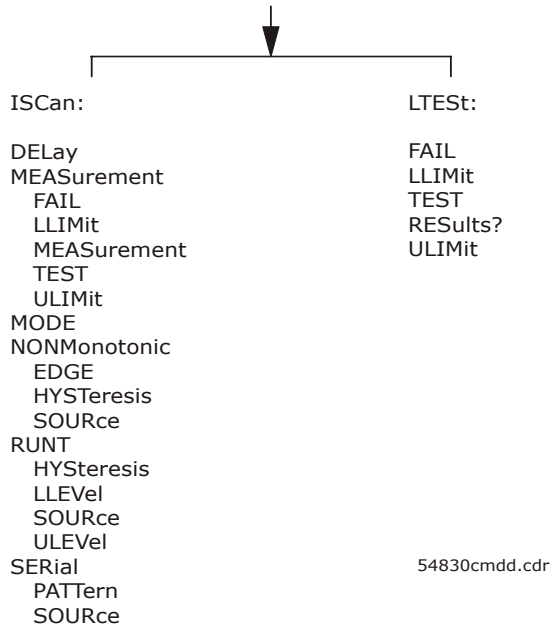 ISCan:
DELay
MEASurement
FAIL
LLIMit
MEASurement
TEST
ULIMit
MODE
NONMonotonic
EDGE
HYSTeresis
SOURce
RUNT
HYSteresis
LLEVel
SOURce
ULEVel
SERial
PATTern
SOURce
LTESt:
FAIL
LLIMit
TEST
RESults?
ULIMit
54830cmdd.cdr